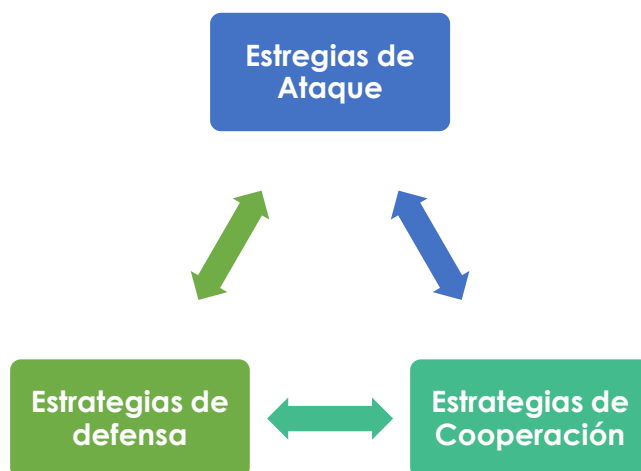 Estregias de
Ataque
Estrategias de
defensa
Estrategias de
Cooperación